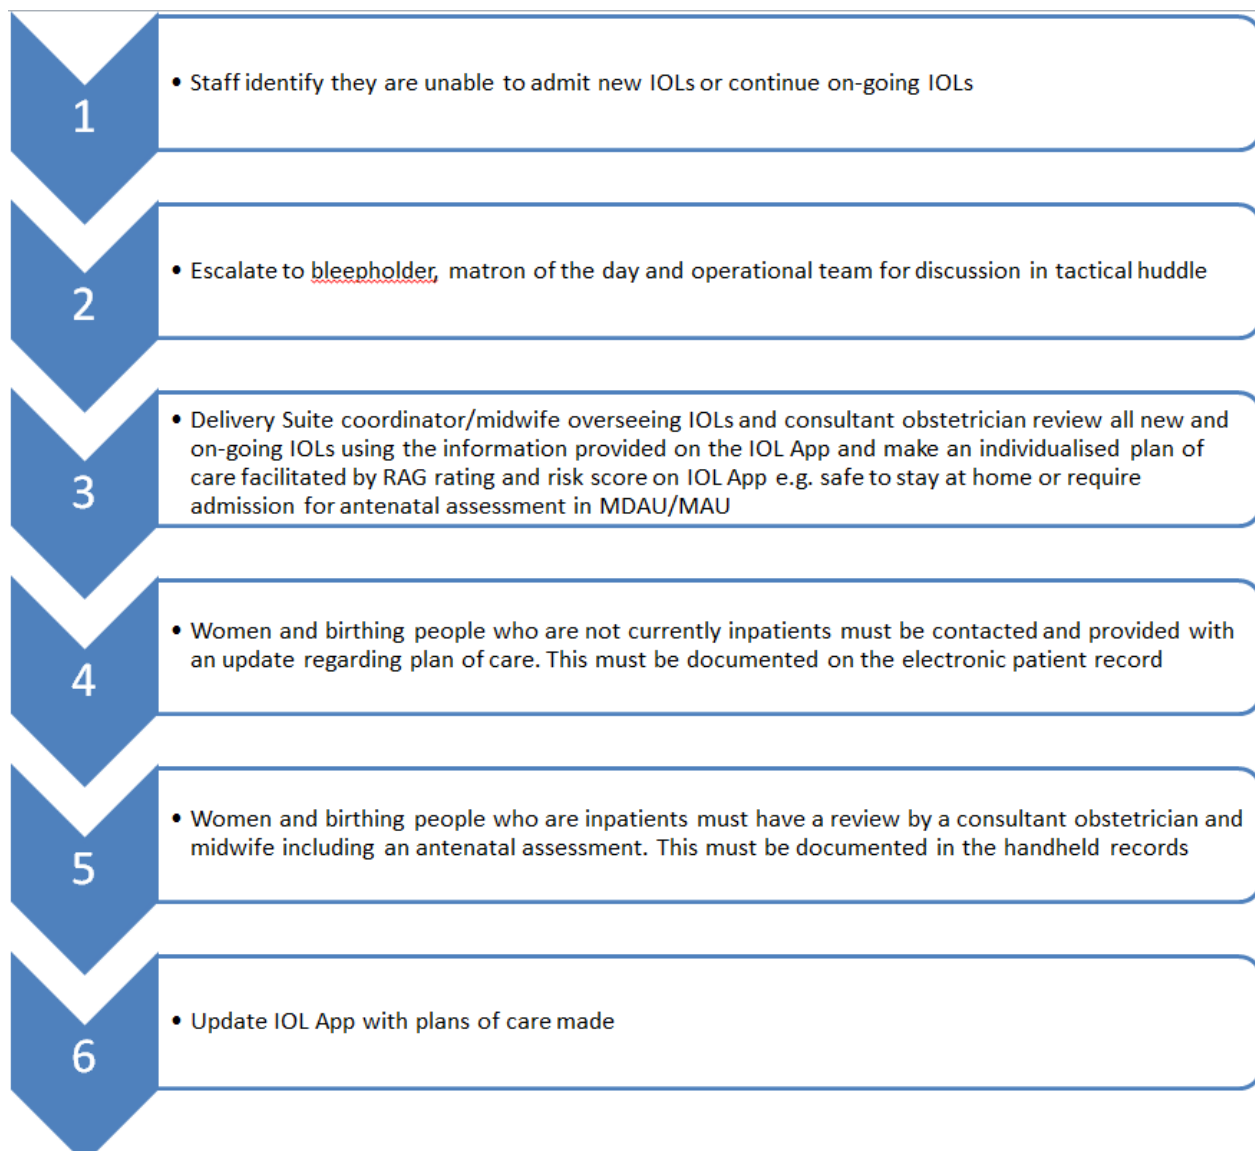 1
• Staff identify they are unable to admit new IOLs or continue on-going IOLs
2
• Escalate to bleepholder, matron of the day and operational team for discussion in tactical huddle
3
• Delivery Suite coordinator/midwife overseeing IOLs and consultant obstetrician review all new and
on-going IOLs using the information provided on the IOL App and make an individualised plan of
care facilitated by RAG rating and risk score on IOL App e.g. safe to stay at home or require
admission for antenatal assessment in MDAU/MAU
4
• Women and birthing people who are not currently inpatients must be contacted and provided with
an update regarding plan of care. This must be documented on the electronic patient record
5
• Women and birthing people who are inpatients must have a review by a consultant obstetrician and
midwife including an antenatal assessment. This must be documented in the handheld records
6
• Update IOL App with plans of care made